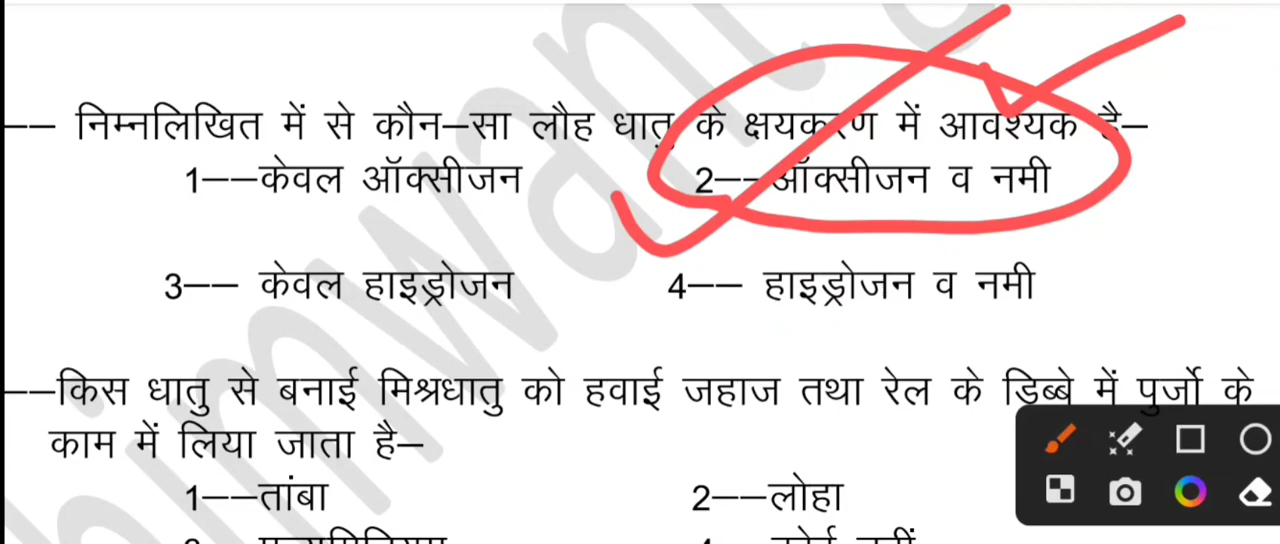 —— निम्नलिखित में से कौन–सा लौह धातु के क्षयकरण में आवश्यक है–
1——केवल ऑक्सीजन 2——ऑक्सीजन व नमी
3—— केवल हाइड्रोजन 4—— हाइड्रोजन व नमी
——किस धातु से बनाई मिश्रधातु को हवाई जहाज तथा रेल के डिब्बे में पुर्जो के
काम में लिया जाता है–
1——तांबा 2——लोहा